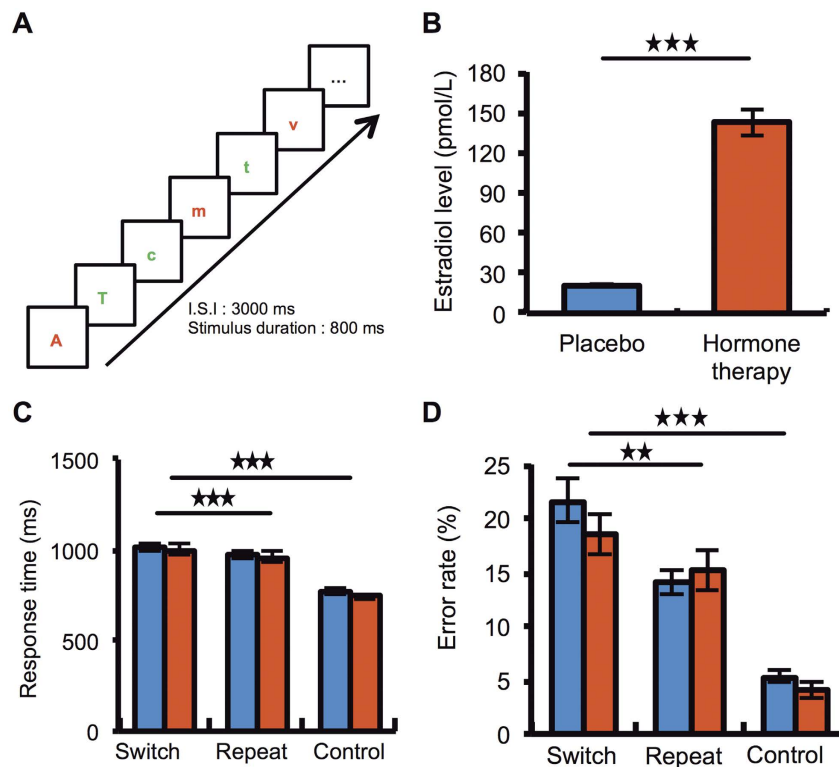 A
...
v
t
m
c
T
A
I.S.I : 3000 ms
Stimulus duration : 800 ms
B
★★★
Estradiol level (pmol/L)
180
150
120
90
60
30
0
Placebo
Hormone
therapy
C
★★★
★★★
Response time (ms)
1500
1000
500
0
Switch
Repeat
Control
D
★★★
★★
Error rate (%)
25
20
15
10
5
0
Switch
Repeat
Control